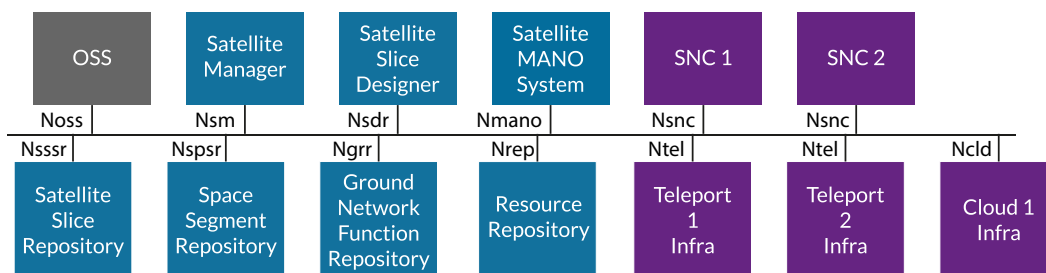 OSS
Satellite
Manager
Satellite
Slice
Designer
Satellite
MANO
System
SNC 1
SNC 2
Noss
Nsm
Nsdr
Nmano
Nsnc
Nsnc
Nsssr
Nspsr
Ngrr
Nrep
Ntel
Ntel
Ncld
Satellite
Slice
Repository
Space
Segment
Repository
Ground
Network
Function
Repository
Resource
Repository
Teleport
1
Infra
Teleport
2
Infra
Cloud 1
Infra